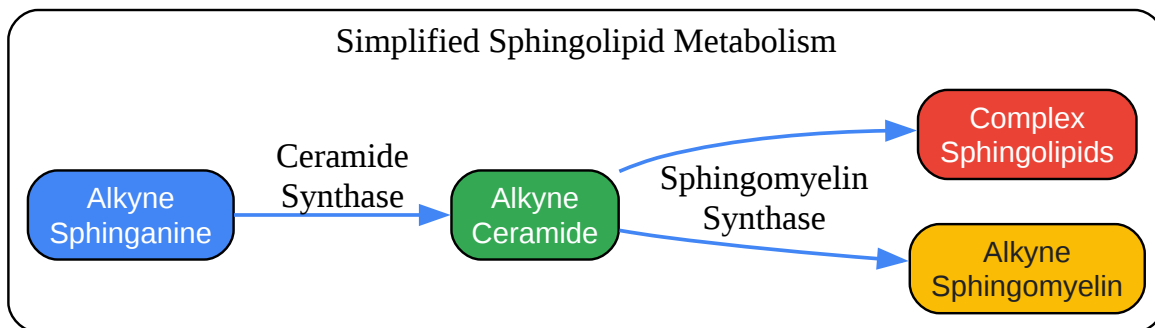 Simplified Sphingolipid Metabolism
Alkyne
Sphinganine
Ceramide
Synthase
Alkyne
Ceramide
Sphingomyelin
Synthase
Complex
Sphingolipids
Alkyne
Sphingomyelin